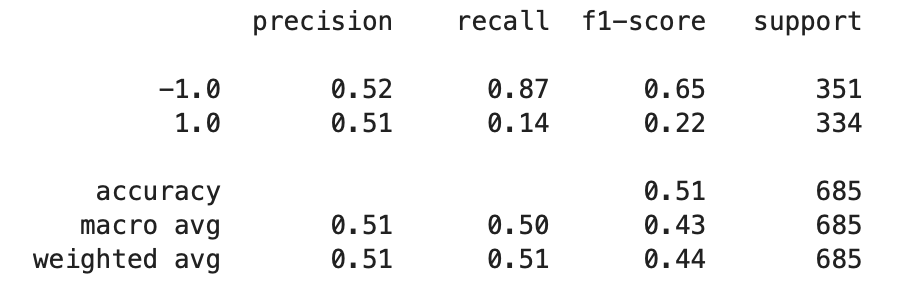 precision recall f1-score support
-1.0 0.52 0.87 0.65 351
1.0 0.51 0.14 0.22 334
accuracy 0.51 685
macro avg 0.51 0.50 0.43 685
weighted avg 0.51 0.51 0.44 685